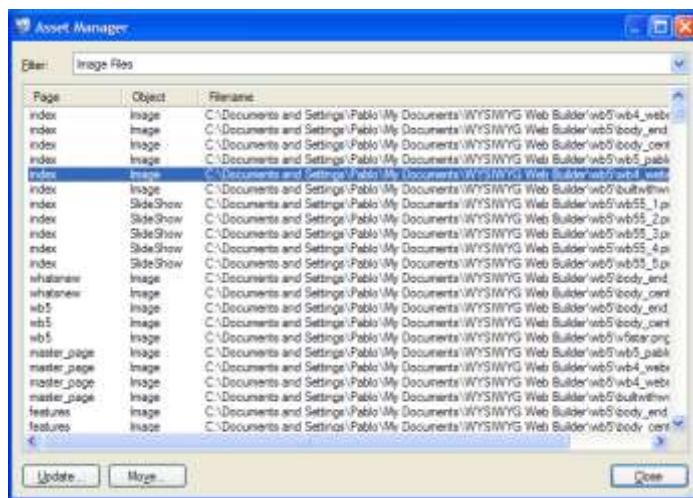 Asset Manager
Filter: Image Files
Page Object Filename
index Image C:\Documents and Settings\Pablo\My Documents\WYSIWYG Web Builder\wb5\wb4_webs
index Image C:\Documents and Settings\Pablo\My Documents\WYSIWYG Web Builder\wb5\body_end
index Image C:\Documents and Settings\Pablo\My Documents\WYSIWYG Web Builder\wb5\body_cent
index Image C:\Documents and Settings\Pablo\My Documents\WYSIWYG Web Builder\wb5\wb5_pabl
index Image C:\Documents and Settings\Pablo\My Documents\WYSIWYG Web Builder\wb5\wb4_webs
index Image C:\Documents and Settings\Pablo\My Documents\WYSIWYG Web Builder\wb5\builtwithw
index SlideShow C:\Documents and Settings\Pablo\My Documents\WYSIWYG Web Builder\wb5\wb55_1.p
index SlideShow C:\Documents and Settings\Pablo\My Documents\WYSIWYG Web Builder\wb5\wb55_2.p
index SlideShow C:\Documents and Settings\Pablo\My Documents\WYSIWYG Web Builder\wb5\wb55_3.p
index SlideShow C:\Documents and Settings\Pablo\My Documents\WYSIWYG Web Builder\wb5\wb55_4.p
index SlideShow C:\Documents and Settings\Pablo\My Documents\WYSIWYG Web Builder\wb5\wb55_5.p
whatsnew Image C:\Documents and Settings\Pablo\My Documents\WYSIWYG Web Builder\wb5\body_end
whatsnew Image C:\Documents and Settings\Pablo\My Documents\WYSIWYG Web Builder\wb5\body_cent
wb5 Image C:\Documents and Settings\Pablo\My Documents\WYSIWYG Web Builder\wb5\body_end
wb5 Image C:\Documents and Settings\Pablo\My Documents\WYSIWYG Web Builder\wb5\body_cent
wb5 Image C:\Documents and Settings\Pablo\My Documents\WYSIWYG Web Builder\wb5\w5star.png
master_page Image C:\Documents and Settings\Pablo\My Documents\WYSIWYG Web Builder\wb5\wb5_pabl
master_page Image C:\Documents and Settings\Pablo\My Documents\WYSIWYG Web Builder\wb5\wb4_webs
master_page Image C:\Documents and Settings\Pablo\My Documents\WYSIWYG Web Builder\wb5\wb4_webs
master_page Image C:\Documents and Settings\Pablo\My Documents\WYSIWYG Web Builder\wb5\builtwithw
features Image C:\Documents and Settings\Pablo\My Documents\WYSIWYG Web Builder\wb5\body_end
features Image C:\Documents and Settings\Pablo\My Documents\WYSIWYG Web Builder\wb5\body_cent
Update... Move... Close